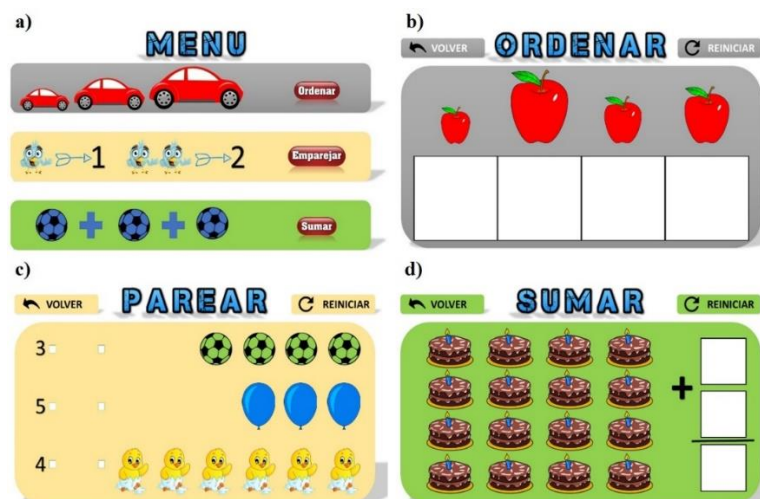 a)
MENU
Ordenar
1
2
Emparejar
+
+
Sumar
b)
VOLVER
ORDENAR
REINICIAR
c)
VOLVER
PAREAR
REINICIAR
3
5
4
d)
VOLVER
SUMAR
REINICIAR
+